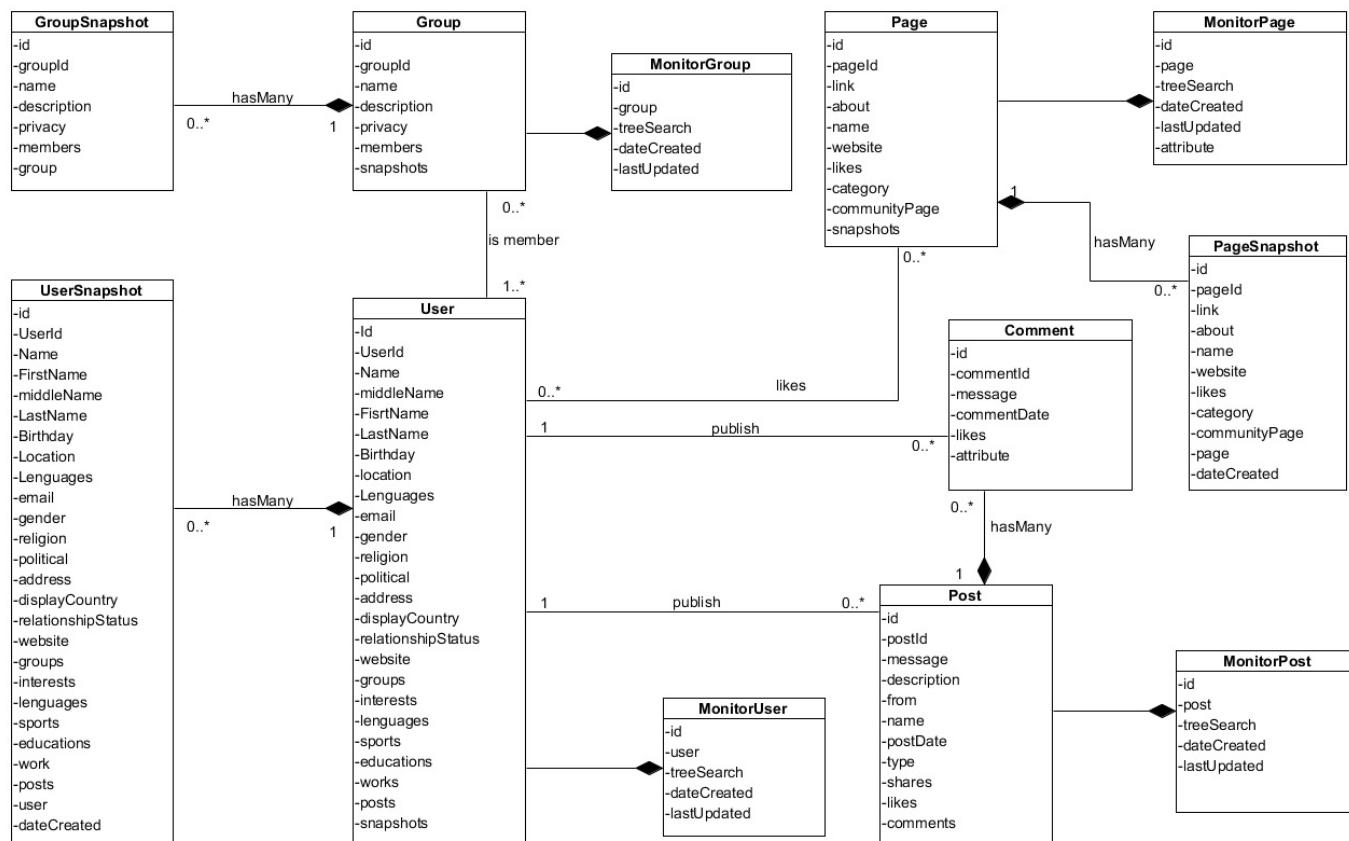 GroupSnapshot
-id
-groupId
-name
-description
-privacy
-members
-group
hasMany
0..*
1
Group
-id
-groupId
-name
-description
-privacy
-members
-snapshots
MonitorGroup
-id
-group
-treeSearch
-dateCreated
-lastUpdated
Page
-id
-pageId
-link
-about
-name
-website
-likes
-category
-communityPage
-snapshots
MonitorPage
-id
-page
-treeSearch
-dateCreated
-lastUpdated
-attribute
0..*
is member
1..*
1
hasMany
0..*
0..*
PageSnapshot
-id
-pageId
-link
-about
-name
-website
-likes
-category
-communityPage
-page
-dateCreated
UserSnapshot
-id
-UserId
-Name
-FirstName
-middleName
-LastName
-Birthday
-Location
-Lenguages
-email
-gender
-religion
-political
-address
-displayCountry
-relationshipStatus
-website
-groups
-interests
-lenguages
-sports
-educations
-work
-posts
-user
-dateCreated
hasMany
0..*
1
User
-Id
-UserId
-Name
-middleName
-FisrtName
-LastName
-Birthday
-location
-Lenguages
-email
-gender
-religion
-political
-address
-displayCountry
-relationshipStatus
-website
-groups
-interests
-lenguages
-sports
-educations
-works
-posts
-snapshots
0..*
likes
1
publish
0..*
Comment
-id
-commentId
-message
-commentDate
-likes
-attribute
0..*
hasMany
1
1
publish
0..*
Post
-id
-postId
-message
-description
-from
-name
-postDate
-type
-shares
-likes
-comments
MonitorUser
-id
-user
-treeSearch
-dateCreated
-lastUpdated
MonitorPost
-id
-post
-treeSearch
-dateCreated
-lastUpdated